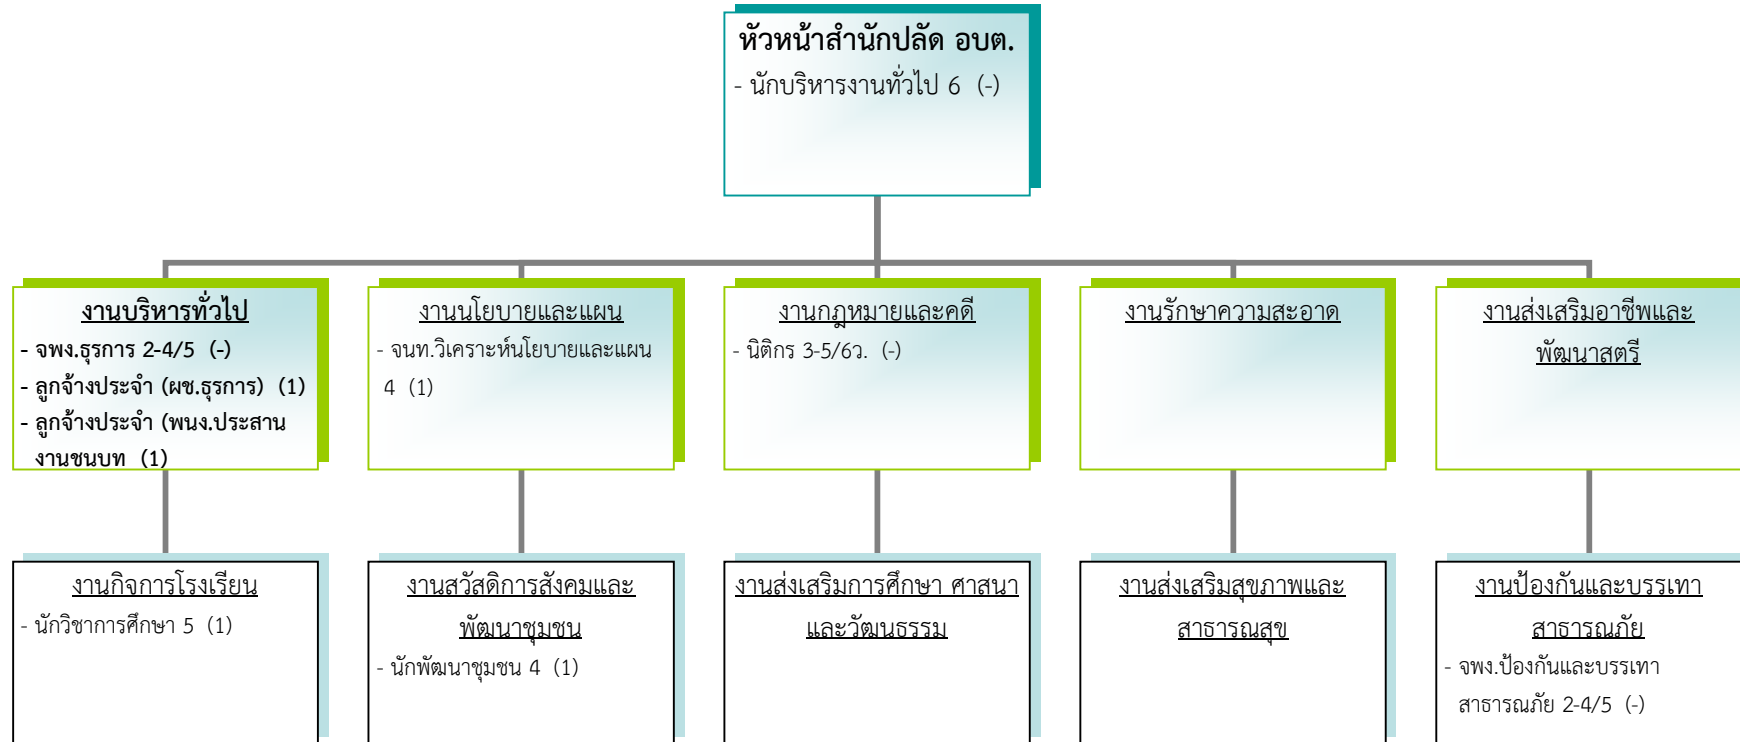 หัวหน้าสำนักปลัด อบต.
- นักบริหารงานทั่วไป 6 (-)
งานบริหารทั่วไป
- จพง.ธุรการ 2-4/5 (-)
- ลูกจ้างประจำ (ผช.ธุรการ) (1)
- ลูกจ้างประจำ (พนง.ประสาน
งานชนบท (1)
งานนโยบายและแผน
- จนท.วิเคราะห์นโยบายและแผน
4 (1)
งานกฎหมายและคดี
- นิติกร 3-5/6ว. (-)
งานรักษาความสะอาด
งานส่งเสริมอาชีพและ
พัฒนาสตรี
งานกิจการโรงเรียน
- นักวิชาการศึกษา 5 (1)
งานสวัสดิการสังคมและ
พัฒนาชุมชน
- นักพัฒนาชุมชน 4 (1)
งานส่งเสริมการศึกษา ศาสนา
และวัฒนธรรม
งานส่งเสริมสุขภาพและ
สาธารณสุข
งานป้องกันและบรรเทา
สาธารณภัย
- จพง.ป้องกันและบรรเทา
สาธารณภัย 2-4/5 (-)